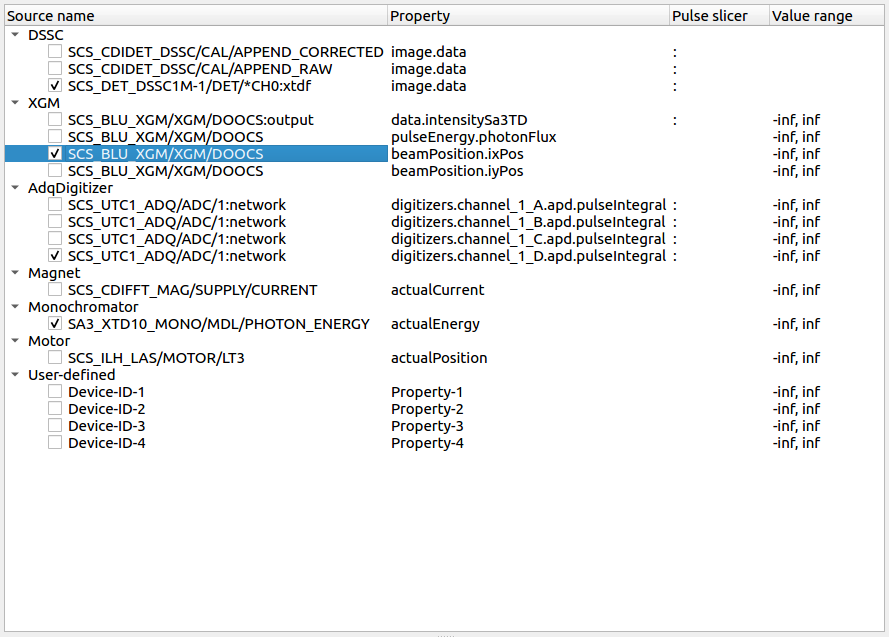 Source name Property Pulse slicer Value range
DSSC
SCS_CDIDET_DSSC/CAL/APPEND_CORRECTED image.data :
SCS_CDIDET_DSSC/CAL/APPEND_RAW image.data :
SCS_DET_DSSC1M-1/DET/*CH0:xtdf image.data :
XGM
SCS_BLU_XGM/XGM/DOOCS:output data.intensitySa3TD : -inf, inf
SCS_BLU_XGM/XGM/DOOCS pulseEnergy.photonFlux -inf, inf
SCS_BLU_XGM/XGM/DOOCS beamPosition.ixPos -inf, inf
SCS_BLU_XGM/XGM/DOOCS beamPosition.iyPos -inf, inf
AdqDigitizer
SCS_UTC1_ADQ/ADC/1:network digitizers.channel_1_A.apd.pulseIntegral : -inf, inf
SCS_UTC1_ADQ/ADC/1:network digitizers.channel_1_B.apd.pulseIntegral : -inf, inf
SCS_UTC1_ADQ/ADC/1:network digitizers.channel_1_C.apd.pulseIntegral : -inf, inf
SCS_UTC1_ADQ/ADC/1:network digitizers.channel_1_D.apd.pulseIntegral : -inf, inf
Magnet
SCS_CDIFFT_MAG/SUPPLY/CURRENT actualCurrent -inf, inf
Monochromator
SA3_XTD10_MONO/MDL/PHOTON_ENERGY actualEnergy -inf, inf
Motor
SCS_ILH_LAS/MOTOR/LT3 actualPosition -inf, inf
User-defined
Device-ID-1 Property-1 -inf, inf
Device-ID-2 Property-2 -inf, inf
Device-ID-3 Property-3 -inf, inf
Device-ID-4 Property-4 -inf, inf